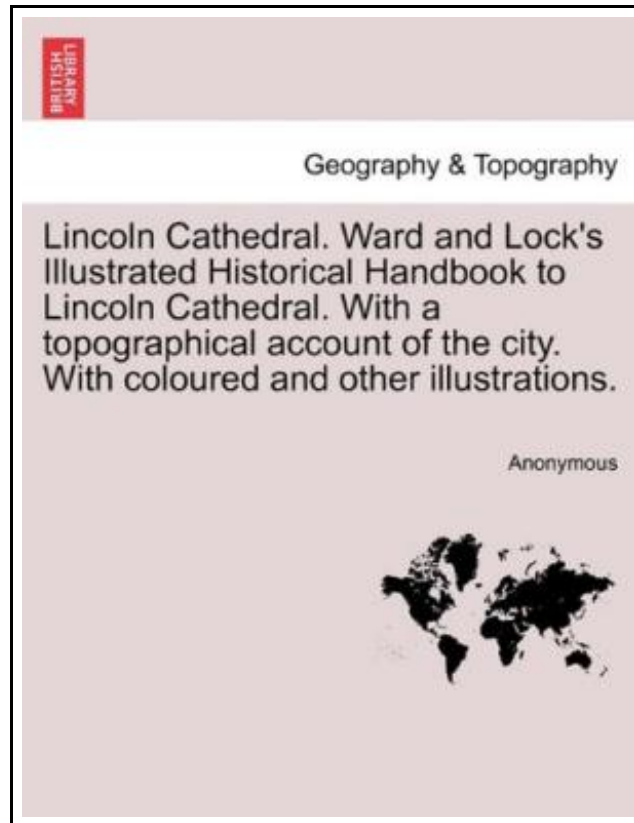 BRITISH
LIBRARY
Geography & Topography
Lincoln Cathedral. Ward and Lock's
Illustrated Historical Handbook to
Lincoln Cathedral. With a
topographical account of the city.
With coloured and other illustrations.
Anonymous